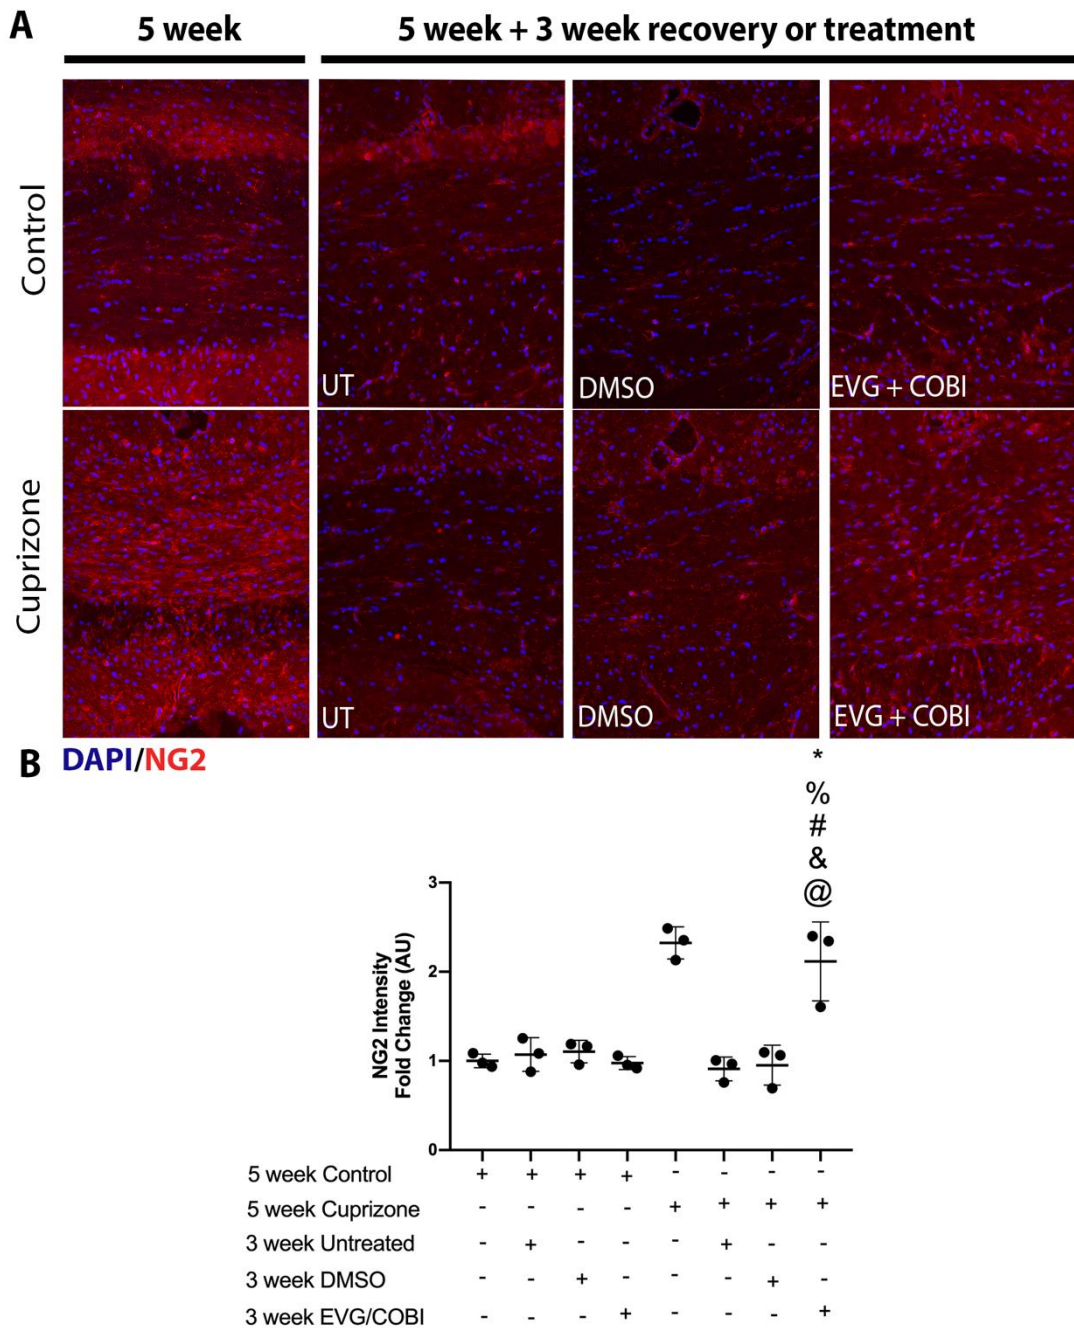 A
5 week
5 week + 3 week recovery or treatment
Control
UT
DMSO
EVG + COBI
Cuprizone
UT
DMSO
EVG + COBI
B
DAPI/NG2
*
%
#
&
@
NG2 Intensity
Fold Change (AU)
3
2
1
0
5 week Control + + + + - - - -
5 week Cuprizone - - - - + + + +
3 week Untreated - + - - - + - -
3 week DMSO - - + - - - + -
3 week EVG/COBI - - - + - - - +